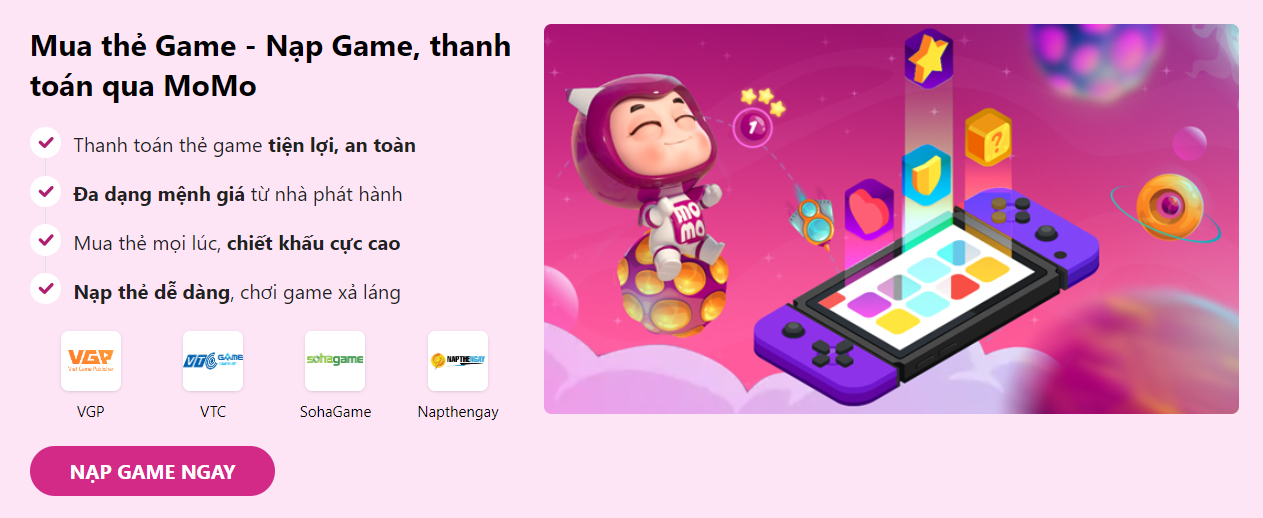 Mua thẻ Game - Nạp Game, thanh
toán qua MoMo
Thanh toán thẻ game tiện lợi, an toàn
Đa dạng mệnh giá từ nhà phát hành
Mua thẻ mọi lúc, chiết khấu cực cao
Nạp thẻ dễ dàng, chơi game xả láng
VGP
Viet Game Publisher
VTC GAME
sohagame
NAPTHENGAY
VGP
VTC
SohaGame
Napthengay
NẠP GAME NGAY
1
mo
mo
?